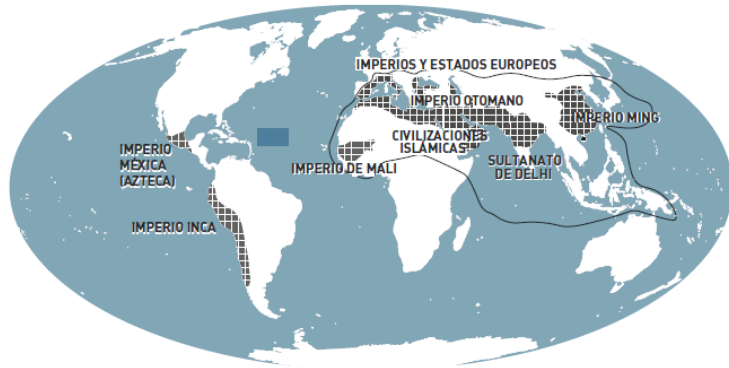 IMPERIOS Y ESTADOS EUROPEOS
IMPERIO OTOMANO
IMPERIO MING
CIVILIZACIONES
ISLÁMICAS
IMPERIO
MÉXICA
(AZTECA)
IMPERIO DE MALI
SULTANATO
DE DELHI
IMPERIO INCA